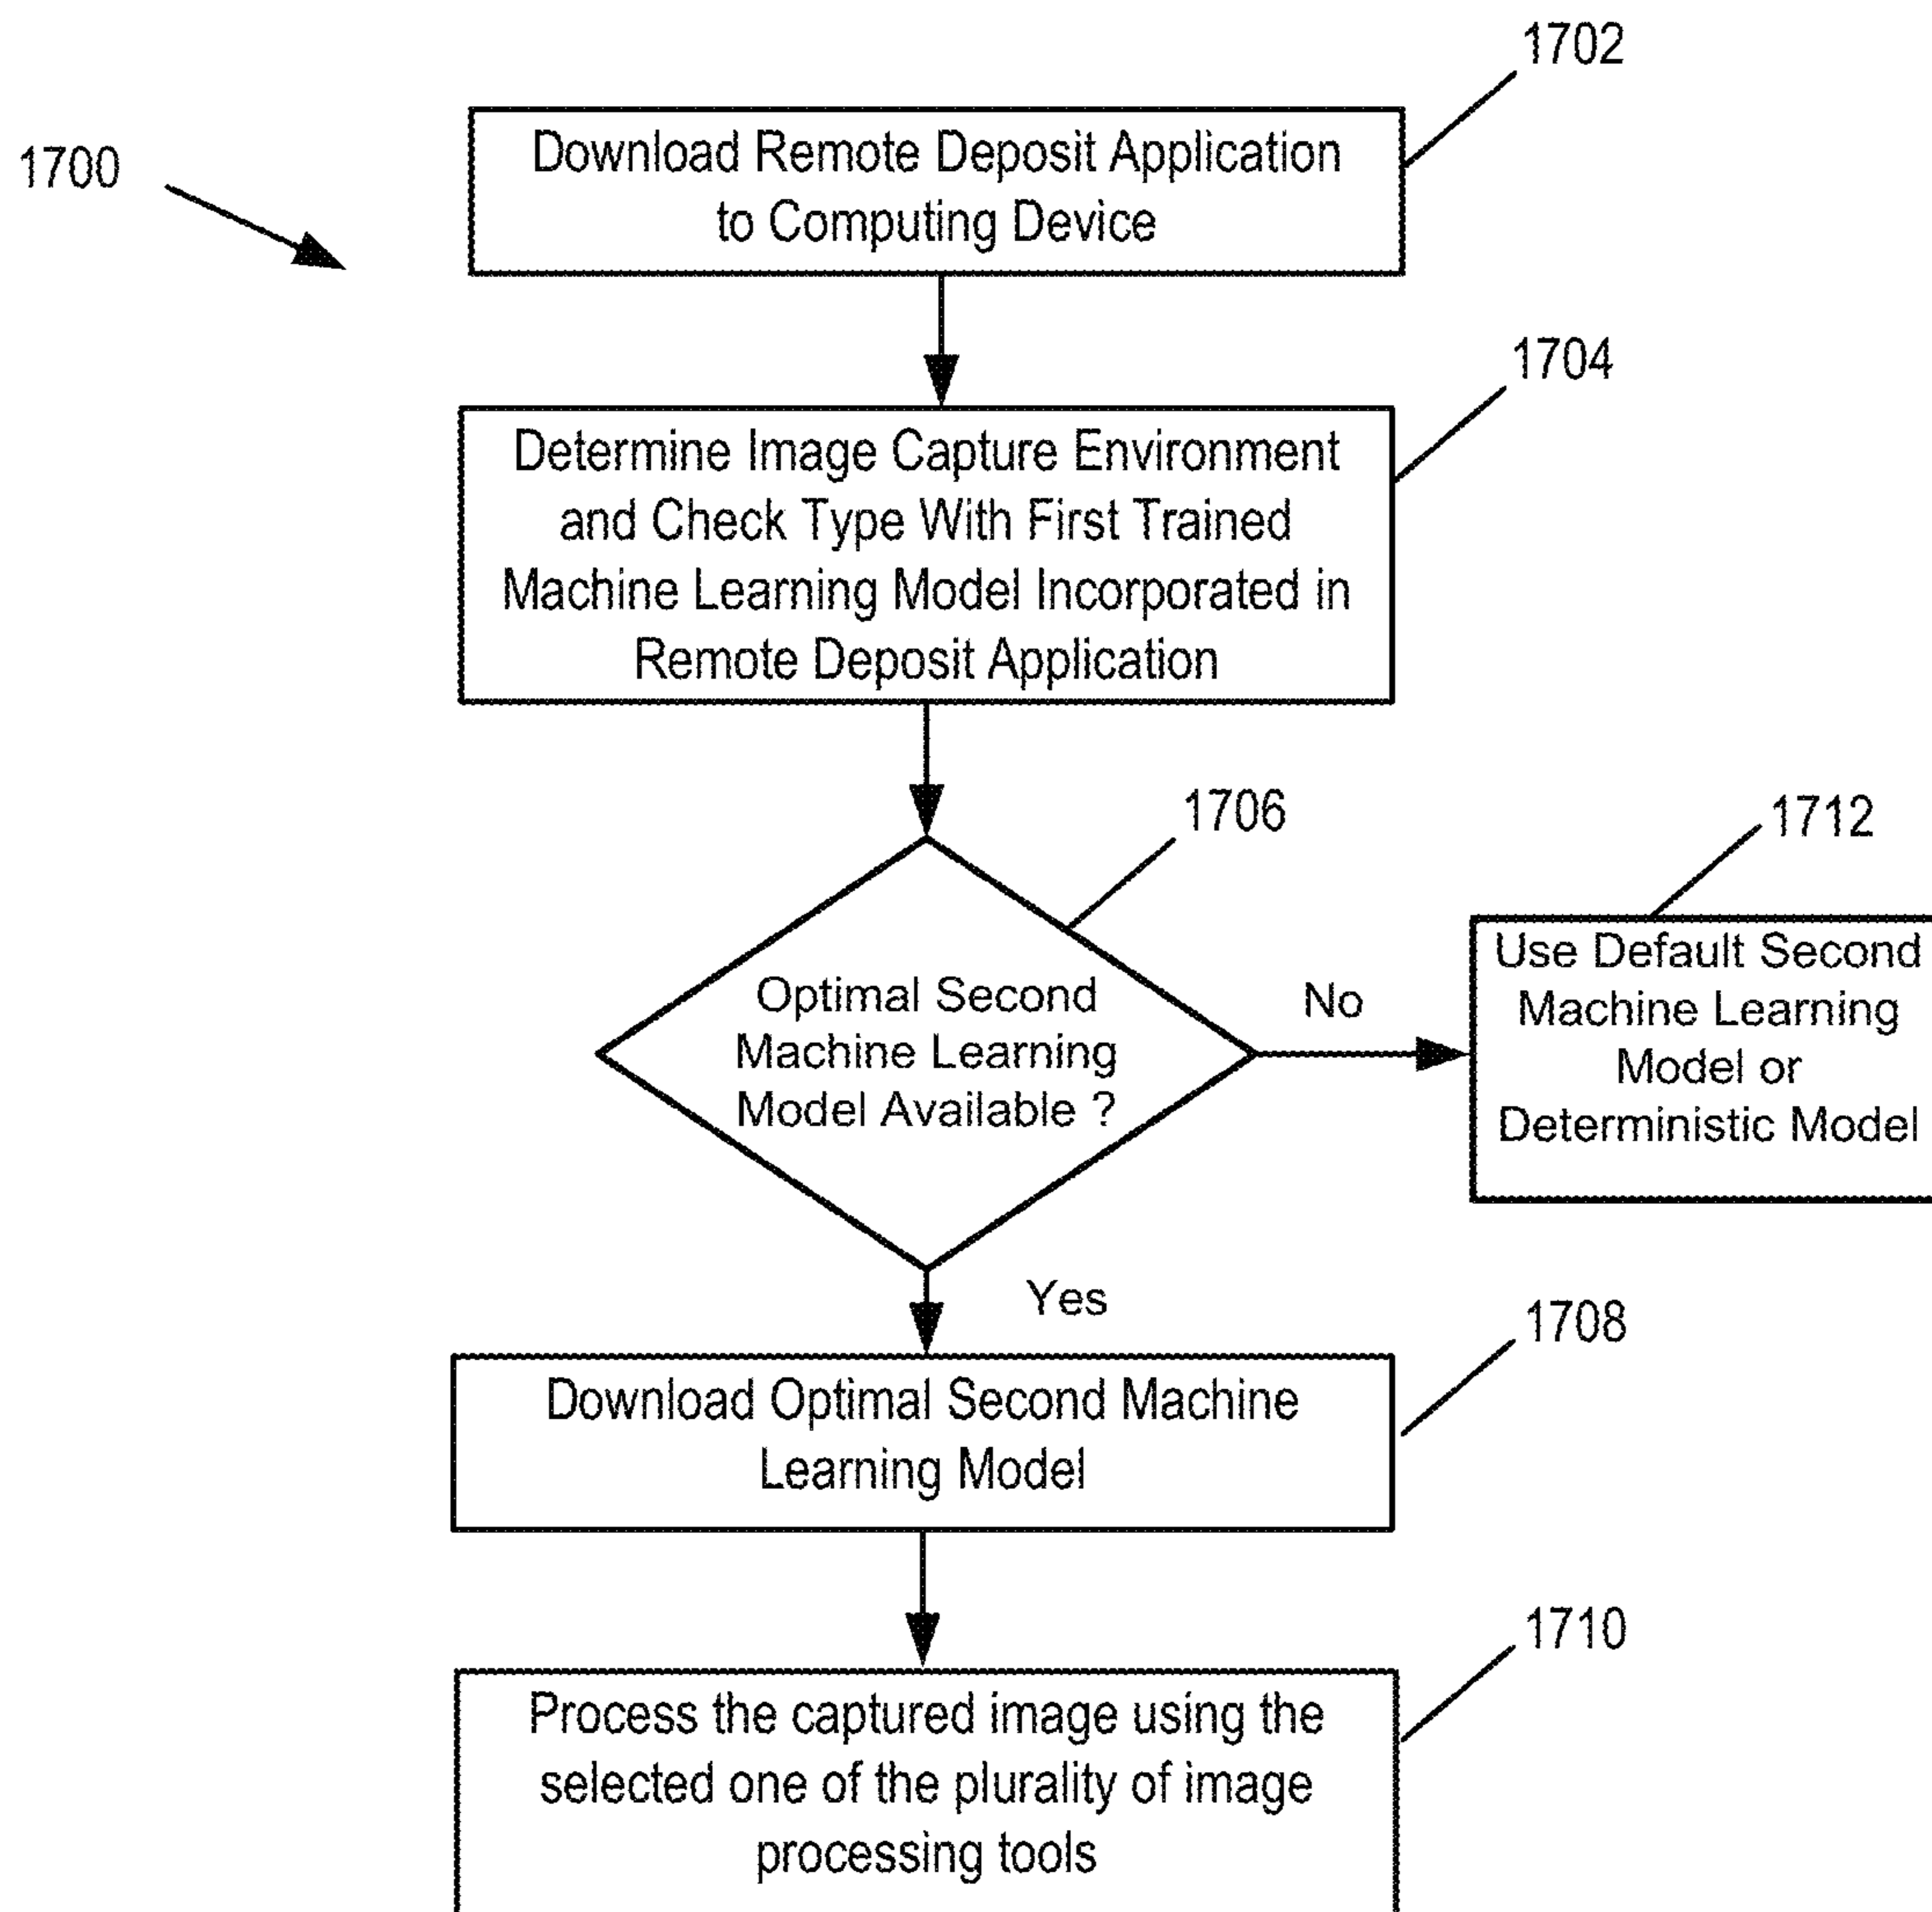 1702
1700
Download Remote Deposit Application
to Computing Device
1704
Determine Image Capture Environment
and Check Type With First Trained
Machine Learning Model Incorporated in
Remote Deposit Application
1706
1712
Optimal Second
Machine Learning
Model Available ?
No
Use Default Second
Machine Learning
Model or
Deterministic Model
Yes
1708
Download Optimal Second Machine
Learning Model
1710
Process the captured image using the
selected one of the plurality of image
processing tools